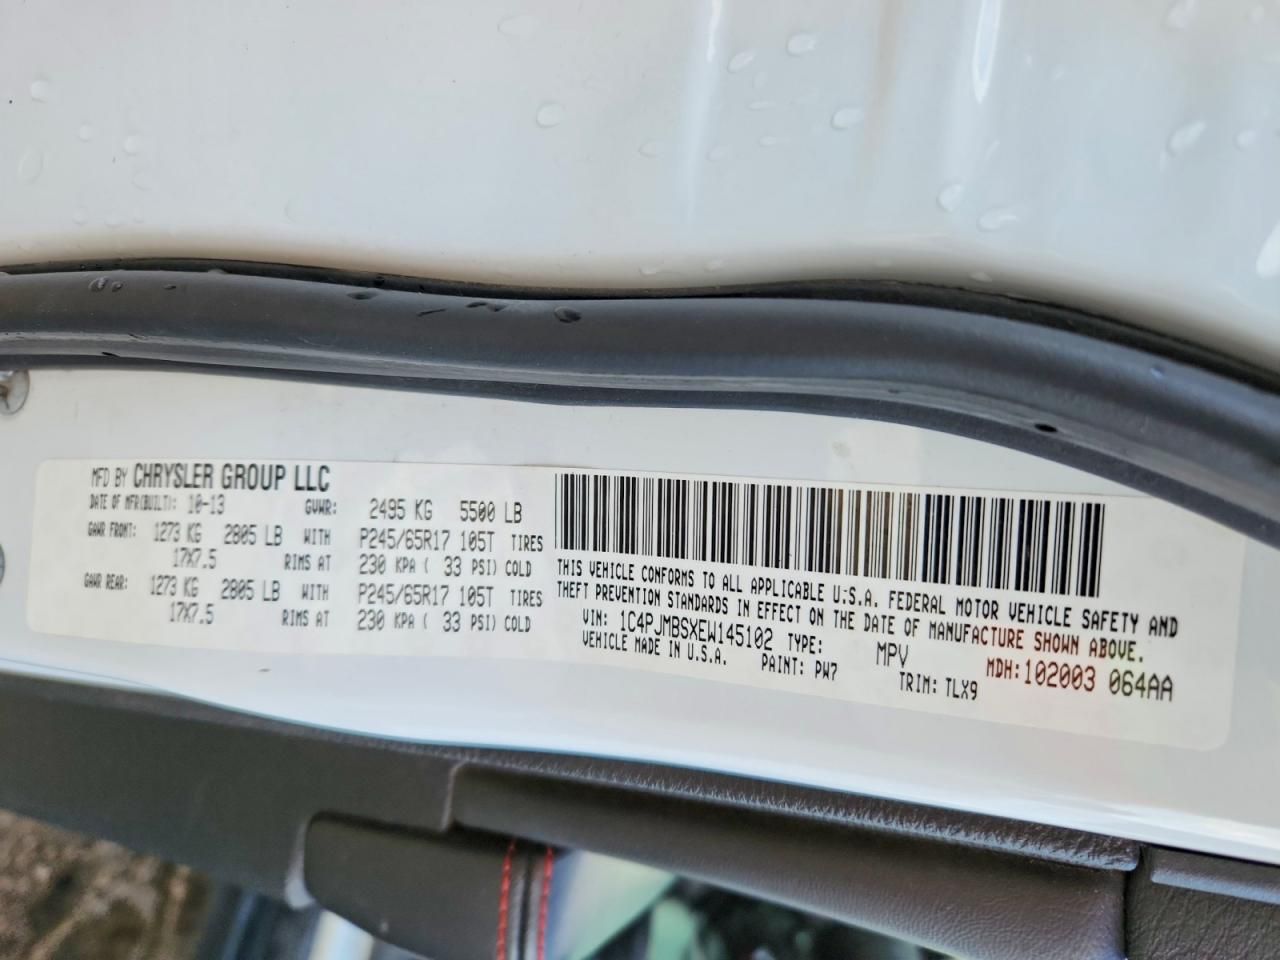 MFD BY CHRYSLER GROUP LLC
DATE OF MFR(BUILT): 10-13 GVWR: 2495 KG 5500 LB
GAWR FRONT: 1273 KG 2805 LB WITH P245/65R17 105T TIRES
17X7.5 RIMS AT 230 KPA ( 33 PSI) COLD
GAWR REAR: 1273 KG 2805 LB WITH P245/65R17 105T TIRES
17X7.5 RIMS AT 230 KPA ( 33 PSI) COLD
THIS VEHICLE CONFORMS TO ALL APPLICABLE U.S.A. FEDERAL MOTOR VEHICLE SAFETY AND
THEFT PREVENTION STANDARDS IN EFFECT ON THE DATE OF MANUFACTURE SHOWN ABOVE.
VIN: 1C4PJMBSXEW145102 TYPE: MPV MDH: 102003 064AA
VEHICLE MADE IN U.S.A. PAINT: PW7 TRIM: TLX9